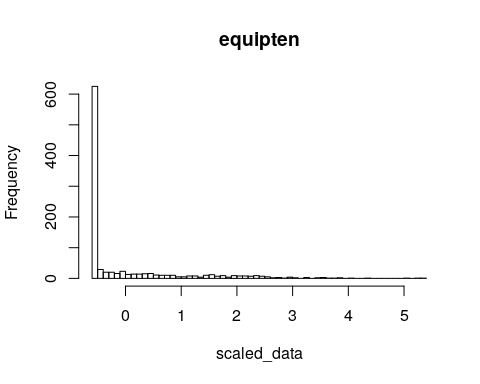 equipten
Frequency
600
400
200
0
0 1 2 3 4 5
scaled_data